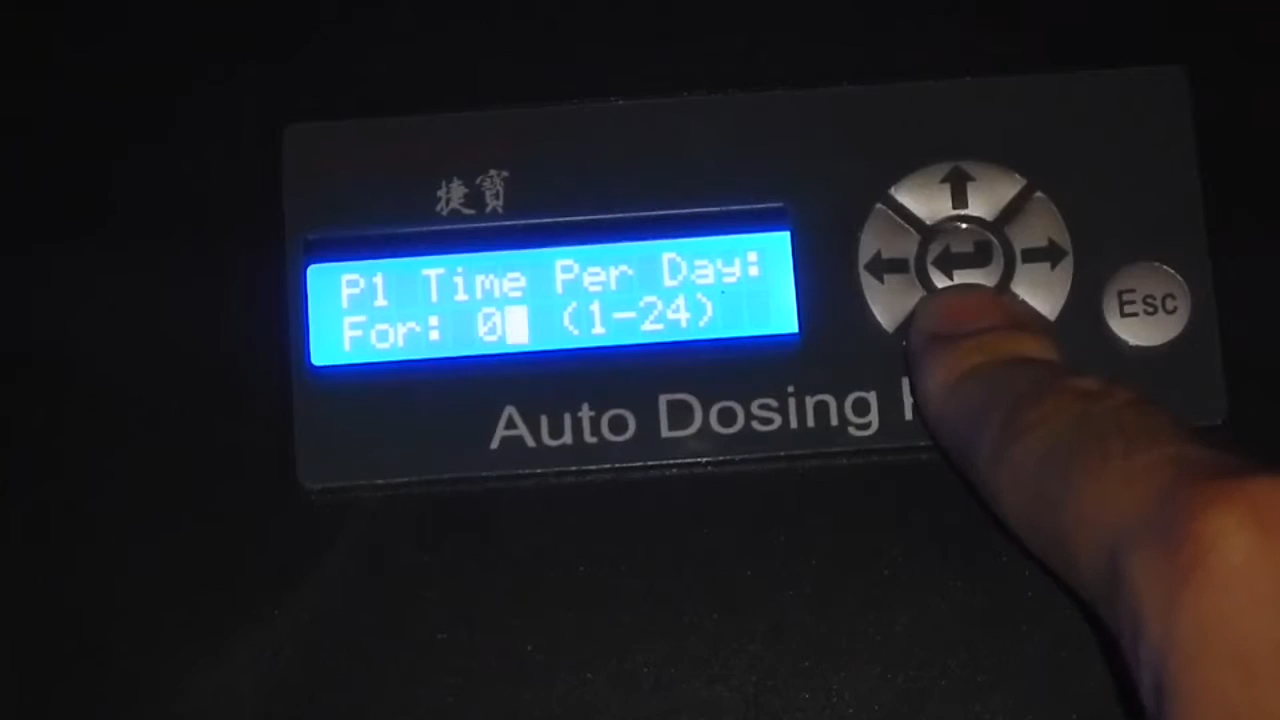 捷寶
P1 Time Per Day:
For: 0 (1-24)
Esc
Auto Dosing